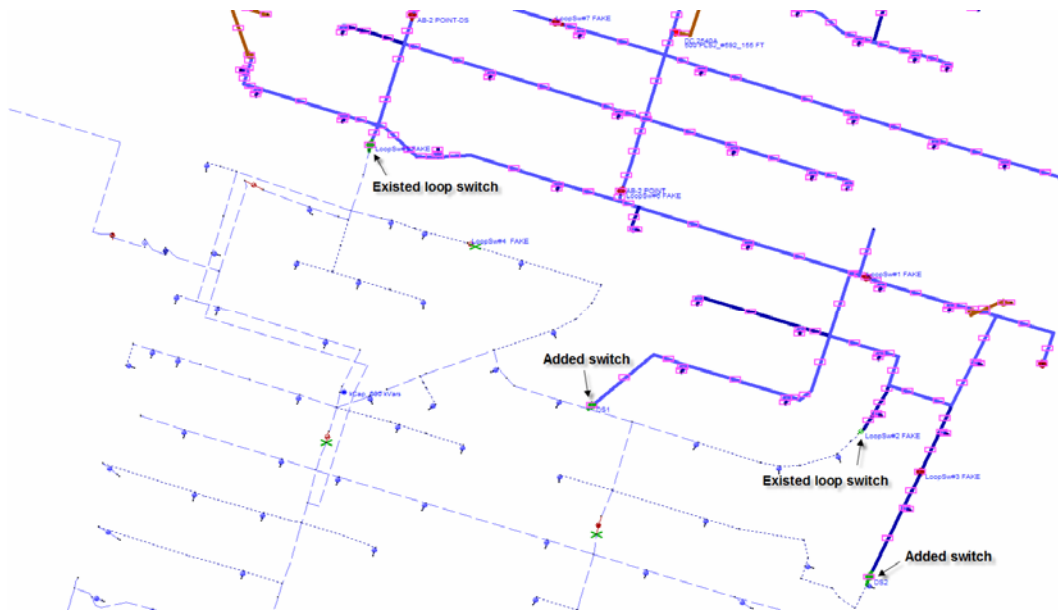 AB-2 POINT-DS
LoopSw#7 FAKE
Existed loop switch
AB-2 POINT
LoopSw#4 FAKE
LoopSw#1 FAKE
Added switch
DS1
LoopSw#2 FAKE
Existed loop switch
LoopSw#3 FAKE
Added switch
DS2